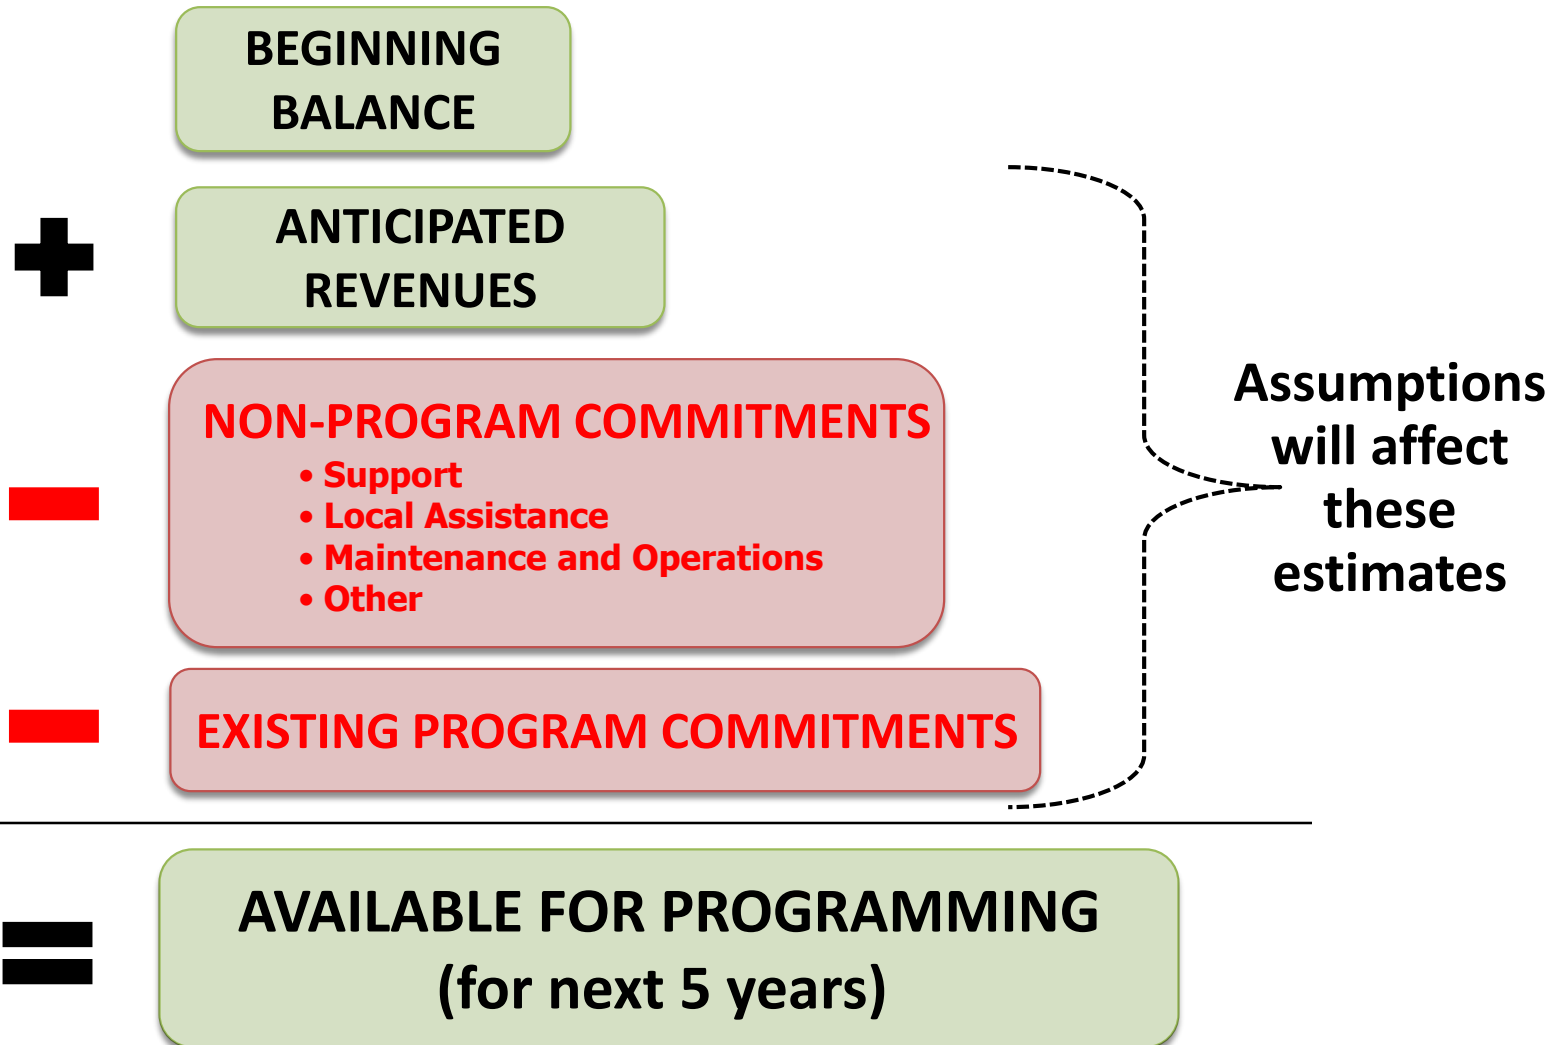 BEGINNING
BALANCE
ANTICIPATED
REVENUES
NON-PROGRAM COMMITMENTS
• Support
• Local Assistance
• Maintenance and Operations
• Other
EXISTING PROGRAM COMMITMENTS
Assumptions
will affect
these
estimates
AVAILABLE FOR PROGRAMMING
(for next 5 years)